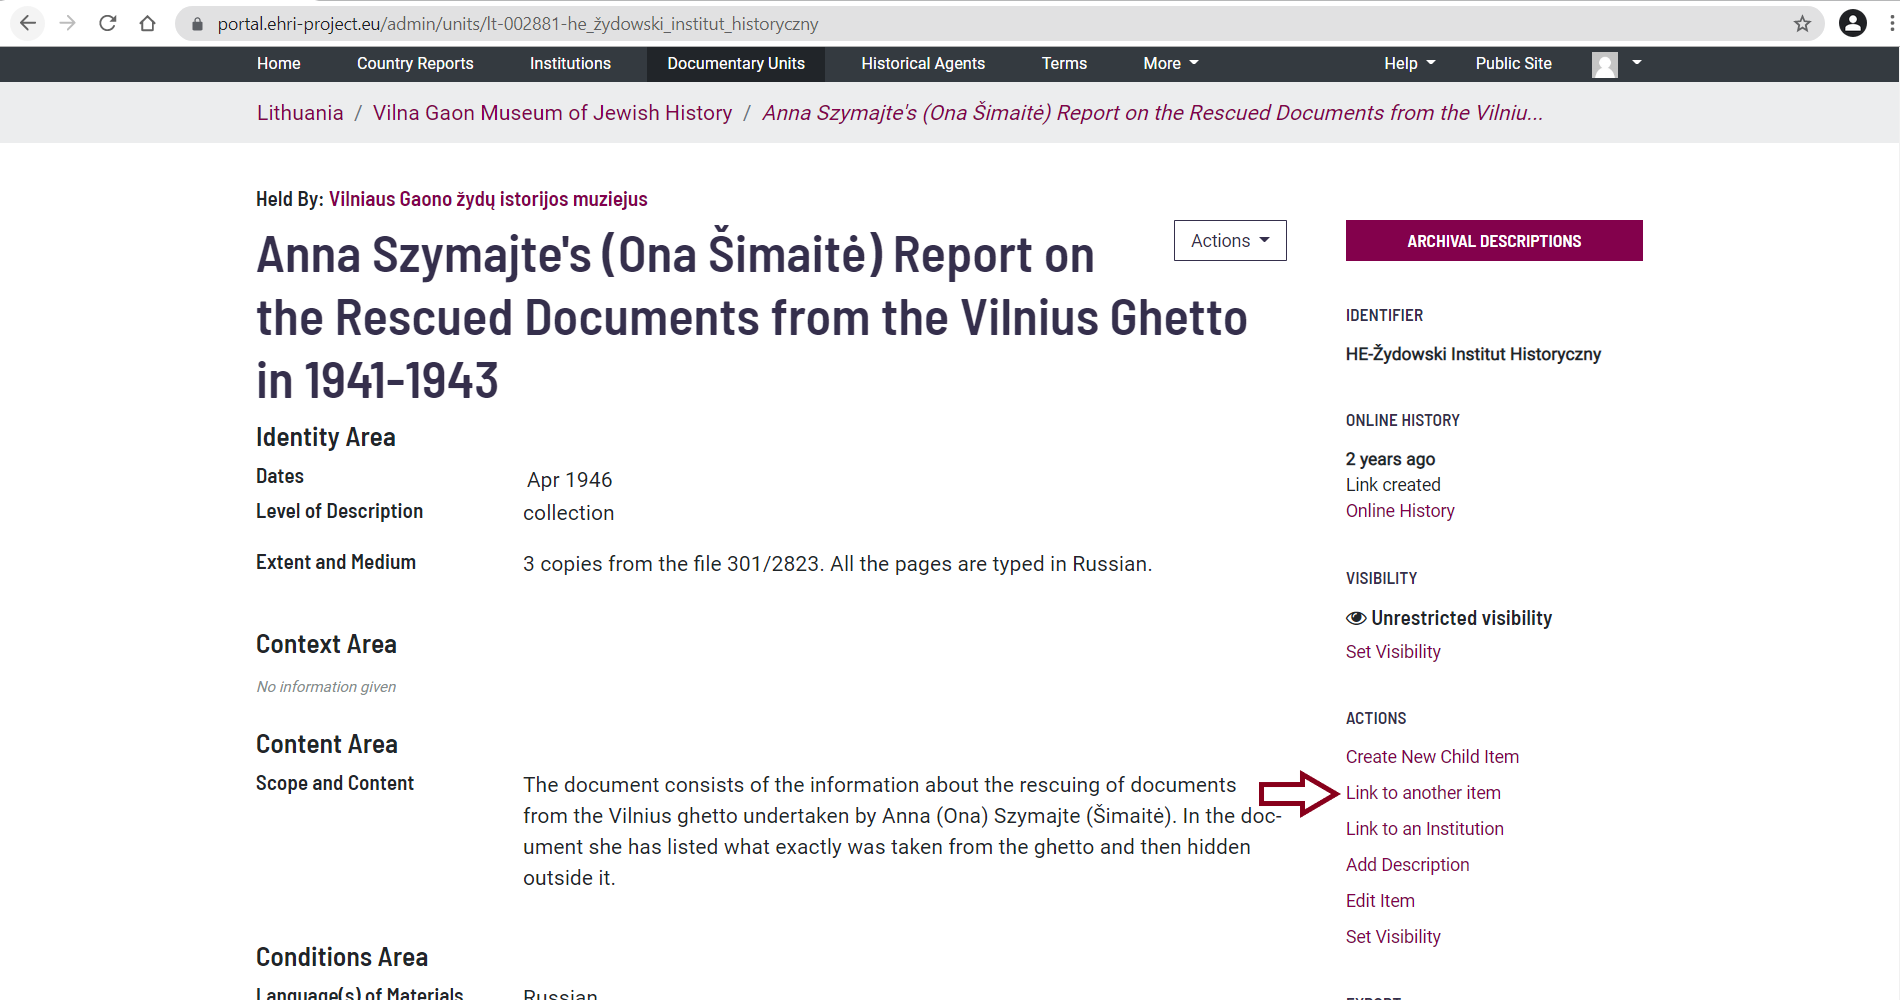 portal.ehri-project.eu/admin/units/lt-002881-he_żydowski_institut_historyczny
Home Country Reports Institutions Documentary Units Historical Agents Terms More Help Public Site
Lithuania / Vilna Gaon Museum of Jewish History / Anna Szymajte's (Ona Šimaitė) Report on the Rescued Documents from the Vilniu...
Held By: Vilniaus Gaono žydų istorijos muziejus
Anna Szymajte's (Ona Šimaitė) Report on
the Rescued Documents from the Vilnius Ghetto
in 1941-1943
Actions
Identity Area
Dates Apr 1946
Level of Description collection
Extent and Medium 3 copies from the file 301/2823. All the pages are typed in Russian.
Context Area
No information given
Content Area
Scope and Content The document consists of the information about the rescuing of documents
from the Vilnius ghetto undertaken by Anna (Ona) Szymajte (Šimaitė). In the doc-
ument she has listed what exactly was taken from the ghetto and then hidden
outside it.
Conditions Area
Language(s) of Materials Russian
ARCHIVAL DESCRIPTIONS
IDENTIFIER
HE-Żydowski Institut Historyczny
ONLINE HISTORY
2 years ago
Link created
Online History
VISIBILITY
Unrestricted visibility
Set Visibility
ACTIONS
Create New Child Item
Link to another item
Link to an Institution
Add Description
Edit Item
Set Visibility
EXPORT